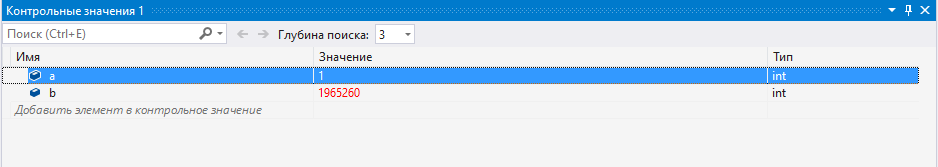 Контрольные значения 1
Поиск (Ctrl+E) Глубина поиска: 3
Имя Значение Тип
a 1 int
b 1965260 int
Добавить элемент в контрольное значение